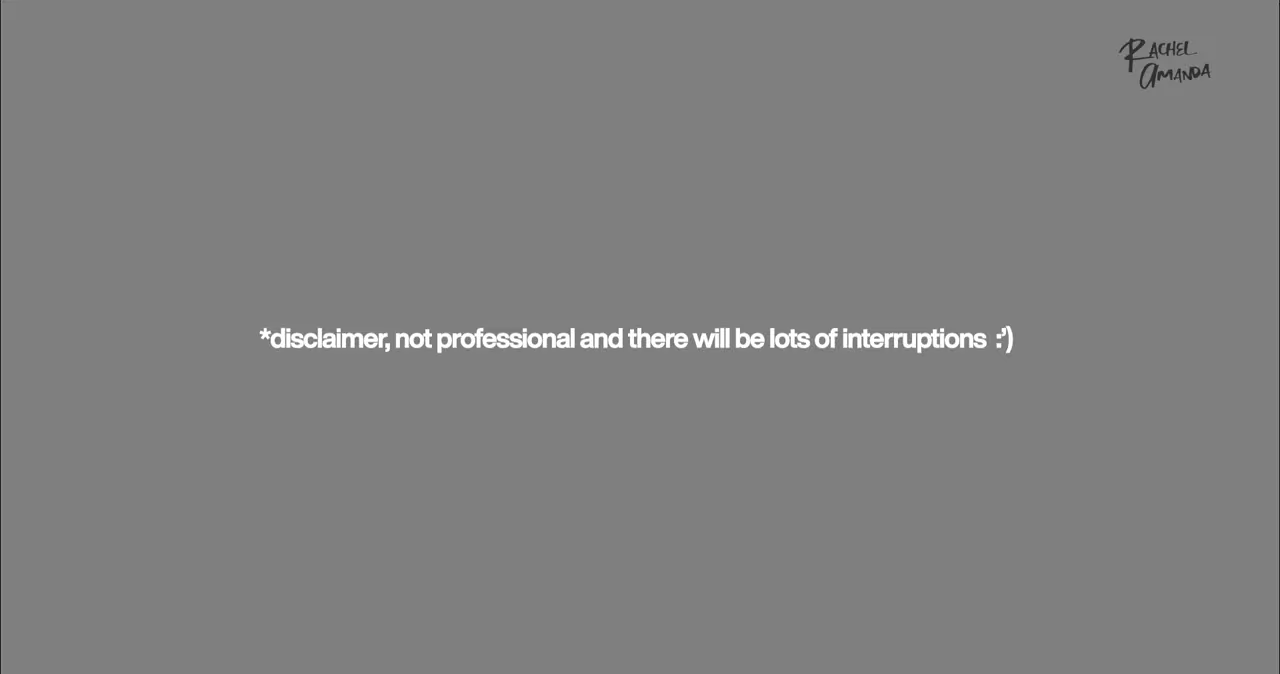 RACHEL
AMANDA
*disclaimer, not professional and there will be lots of interruptions :’)